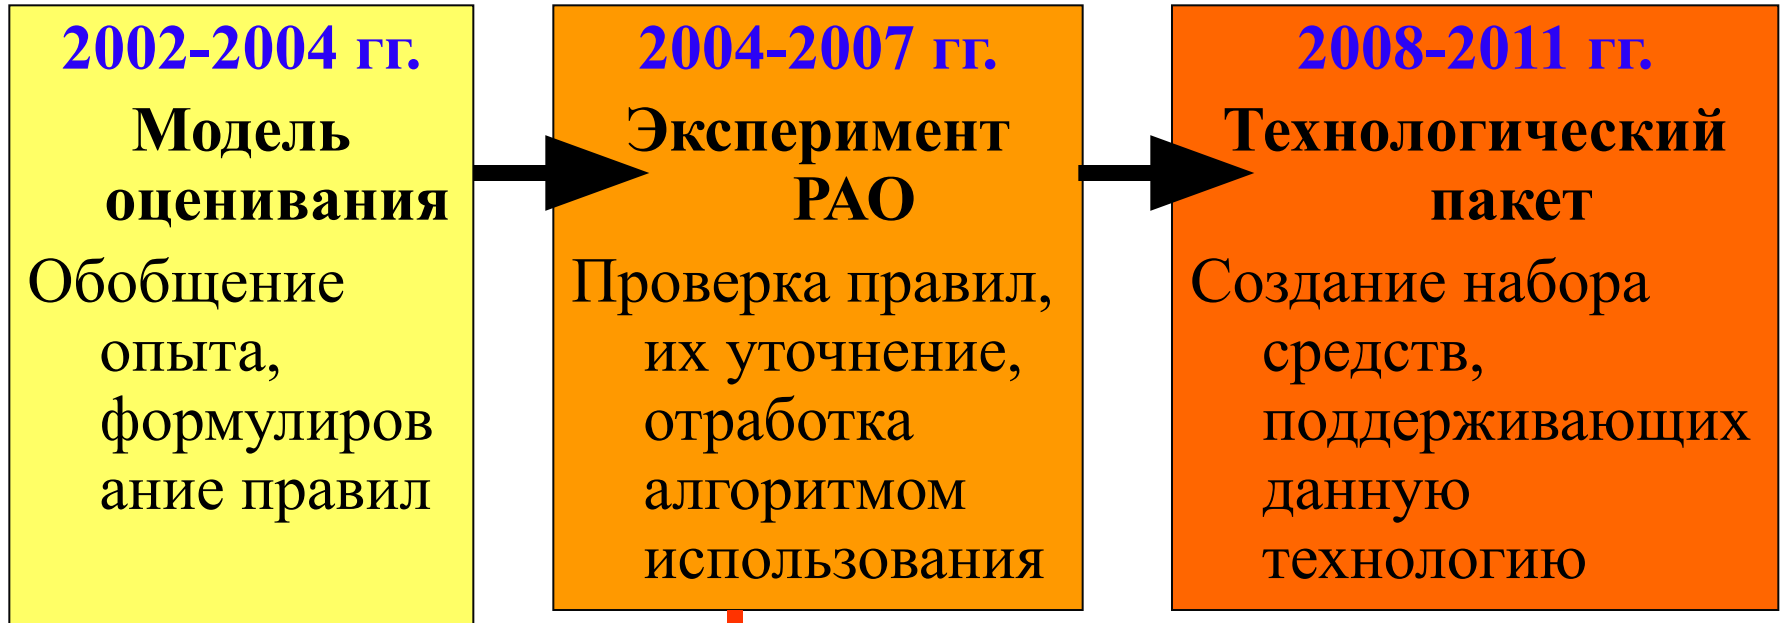 2002-2004 гг.
Модель
оценивания
Обобщение
опыта,
формулиров
ание правил
2004-2007 гг.
Эксперимент
РАО
Проверка правил,
их уточнение,
отработка
алгоритмом
использования
2008-2011 гг.
Технологический
пакет
Создание набора
средств,
поддерживающих
данную
технологию